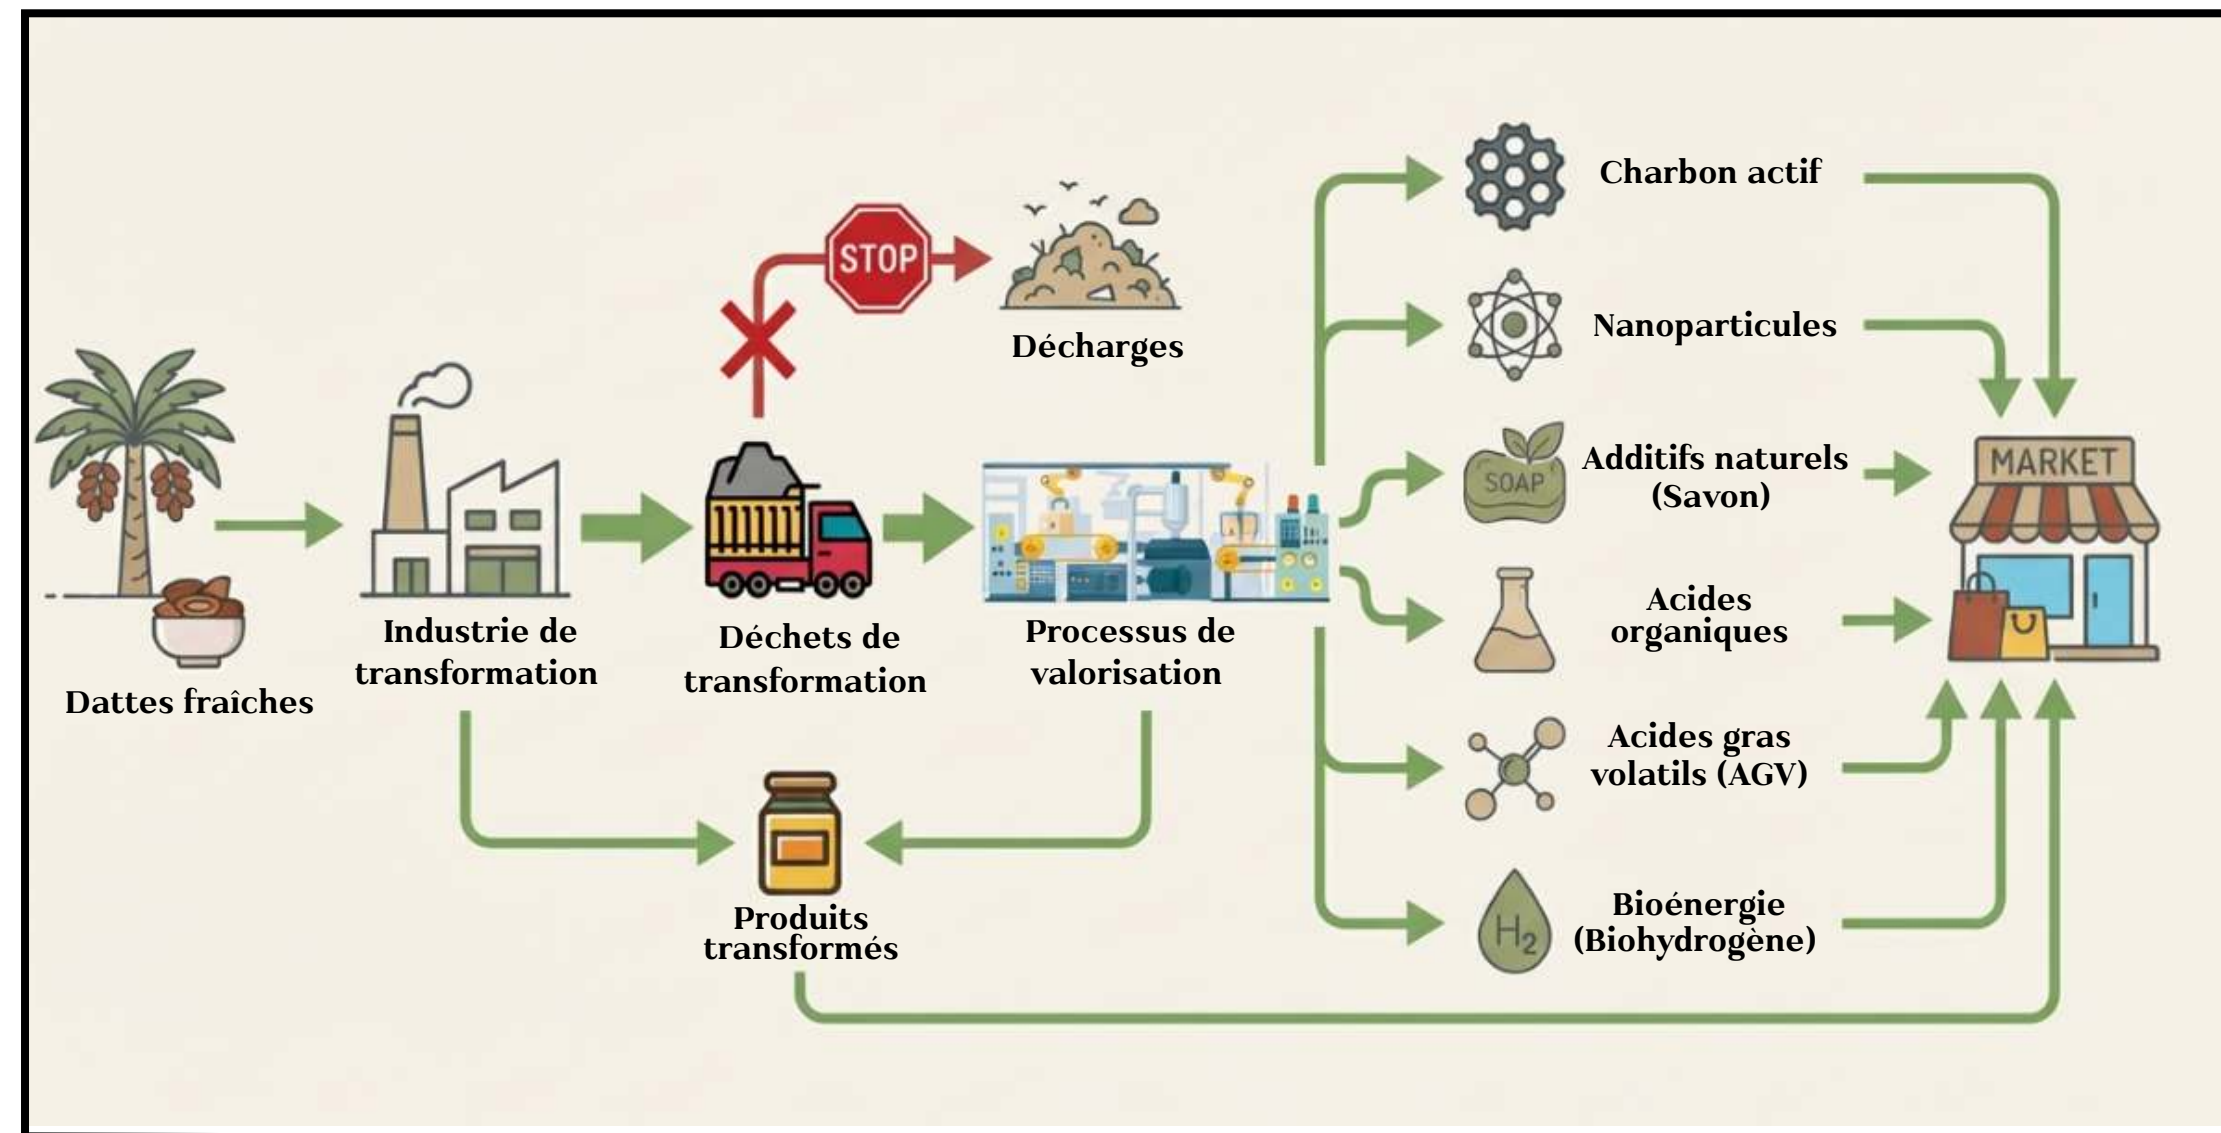 Dattes fraîches
Industrie de
transformation
Déchets de
transformation
STOP
Décharges
Processus de
valorisation
Produits
transformés
Charbon actif
Nanoparticules
SOAP
Additifs naturels
(Savon)
Acides
organiques
Acides gras
volatils (AGV)
H₂
Bioénergie
(Biohydrogène)
MARKET